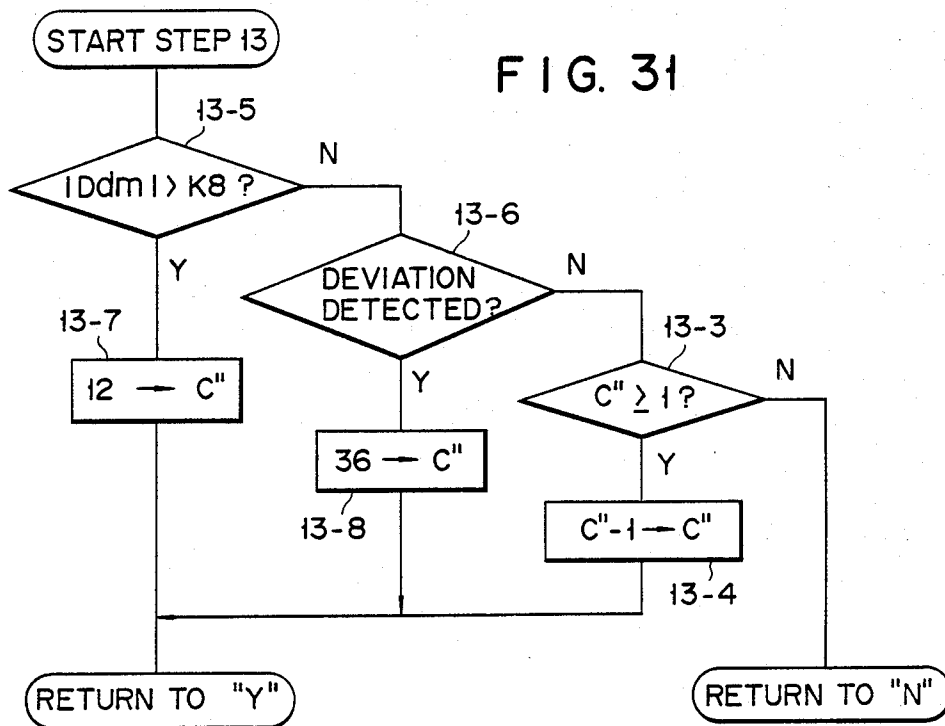 START STEP 13
FIG. 31
13-5
N
|Ddm|> K8 ?
13-6
Y
DEVIATION
DETECTED?
N
13-7
13-3
12 → C"
Y
C" ≥ 1 ?
N
36 → C"
Y
13-8
C"-1→C"
13-4
RETURN TO "Y"
RETURN TO "N"